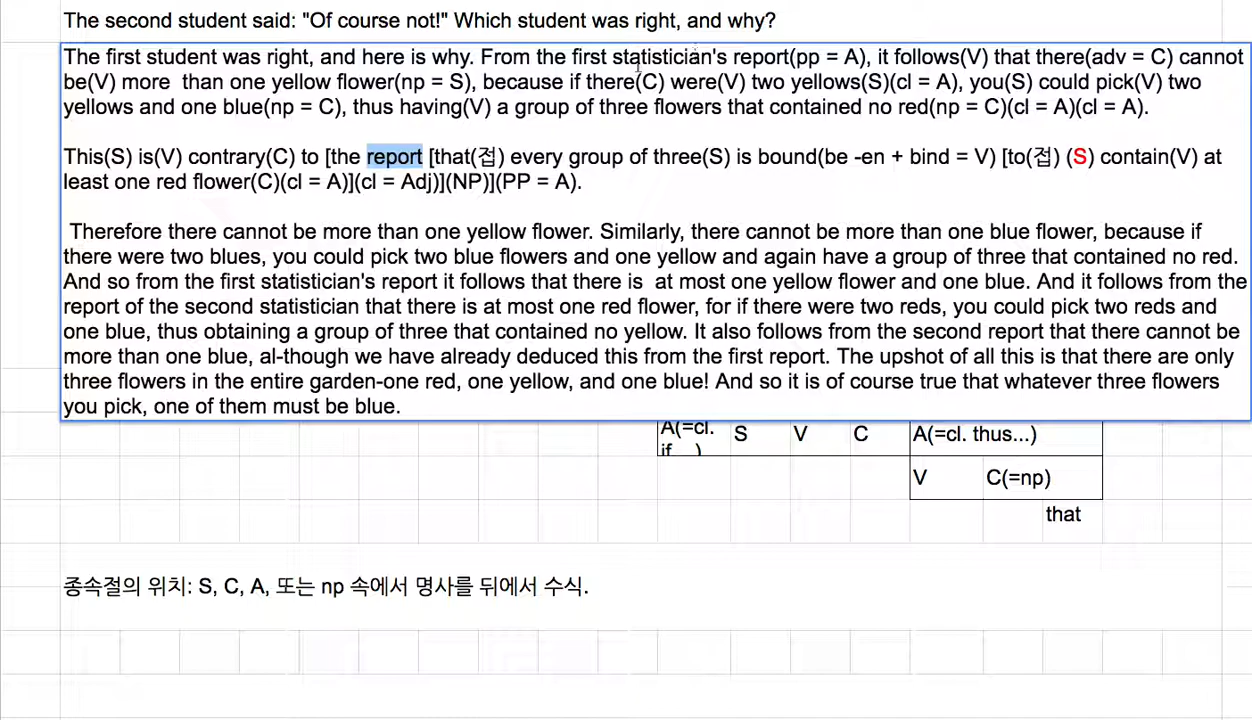 The second student said: "Of course not!" Which student was right, and why?
The first student was right, and here is why. From the first statistician's report(pp = A), it follows(V) that there(adv = C) cannot
be(V) more  than one yellow flower(np = S), because if there(C) were(V) two yellows(S)(cl = A), you(S) could pick(V) two
yellows and one blue(np = C), thus having(V) a group of three flowers that contained no red(np = C)(cl = A)(cl = A).
This(S) is(V) contrary(C) to [the report [that(접) every group of three(S) is bound(be -en + bind = V) [to(접) (S) contain(V) at
least one red flower(C)(cl = A)](cl = Adj)](NP)](PP = A).
Therefore there cannot be more than one yellow flower. Similarly, there cannot be more than one blue flower, because if
there were two blues, you could pick two blue flowers and one yellow and again have a group of three that contained no red.
And so from the first statistician's report it follows that there is  at most one yellow flower and one blue. And it follows from the
report of the second statistician that there is at most one red flower, for if there were two reds, you could pick two reds and
one blue, thus obtaining a group of three that contained no yellow. It also follows from the second report that there cannot be
more than one blue, al-though we have already deduced this from the first report. The upshot of all this is that there are only
three flowers in the entire garden-one red, one yellow, and one blue! And so it is of course true that whatever three flowers
you pick, one of them must be blue.
A(=cl. S V C A(=cl. thus...)
if    )
V C(=np)
that
종속절의 위치: S, C, A, 또는 np 속에서 명사를 뒤에서 수식.